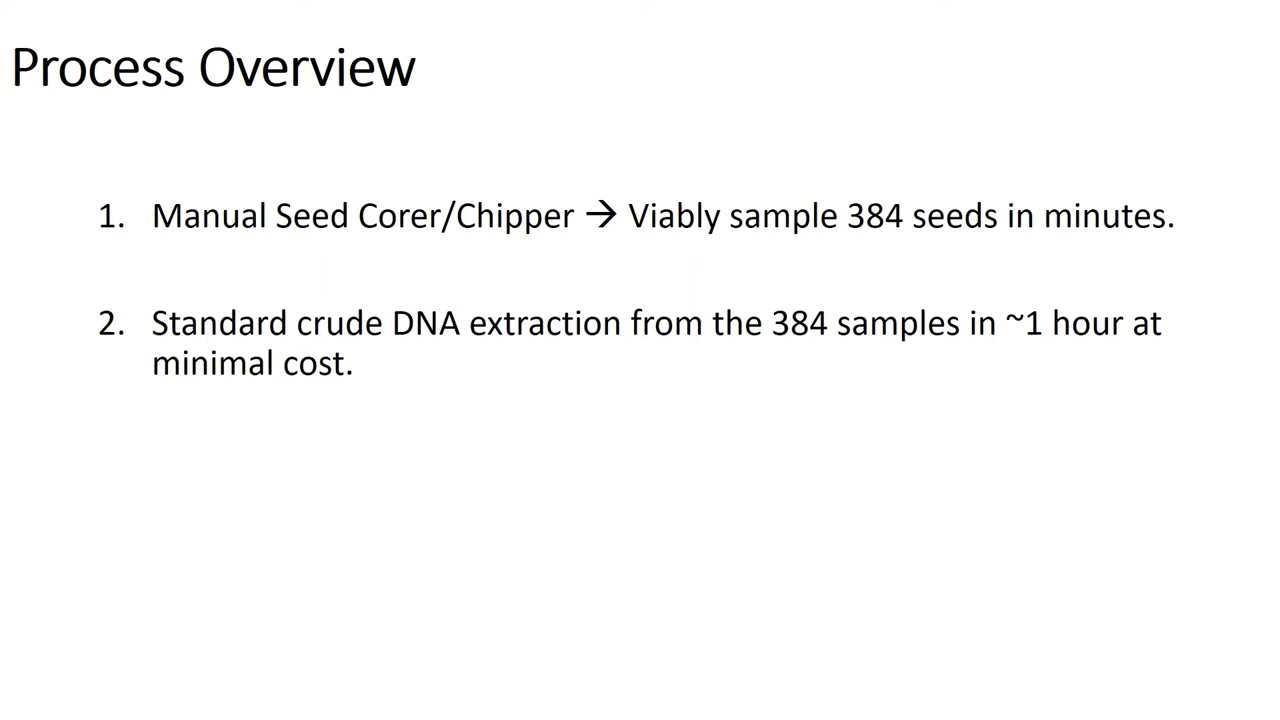 Process Overview
1. Manual Seed Corer/Chipper → Viably sample 384 seeds in minutes.
2. Standard crude DNA extraction from the 384 samples in ~1 hour at
minimal cost.